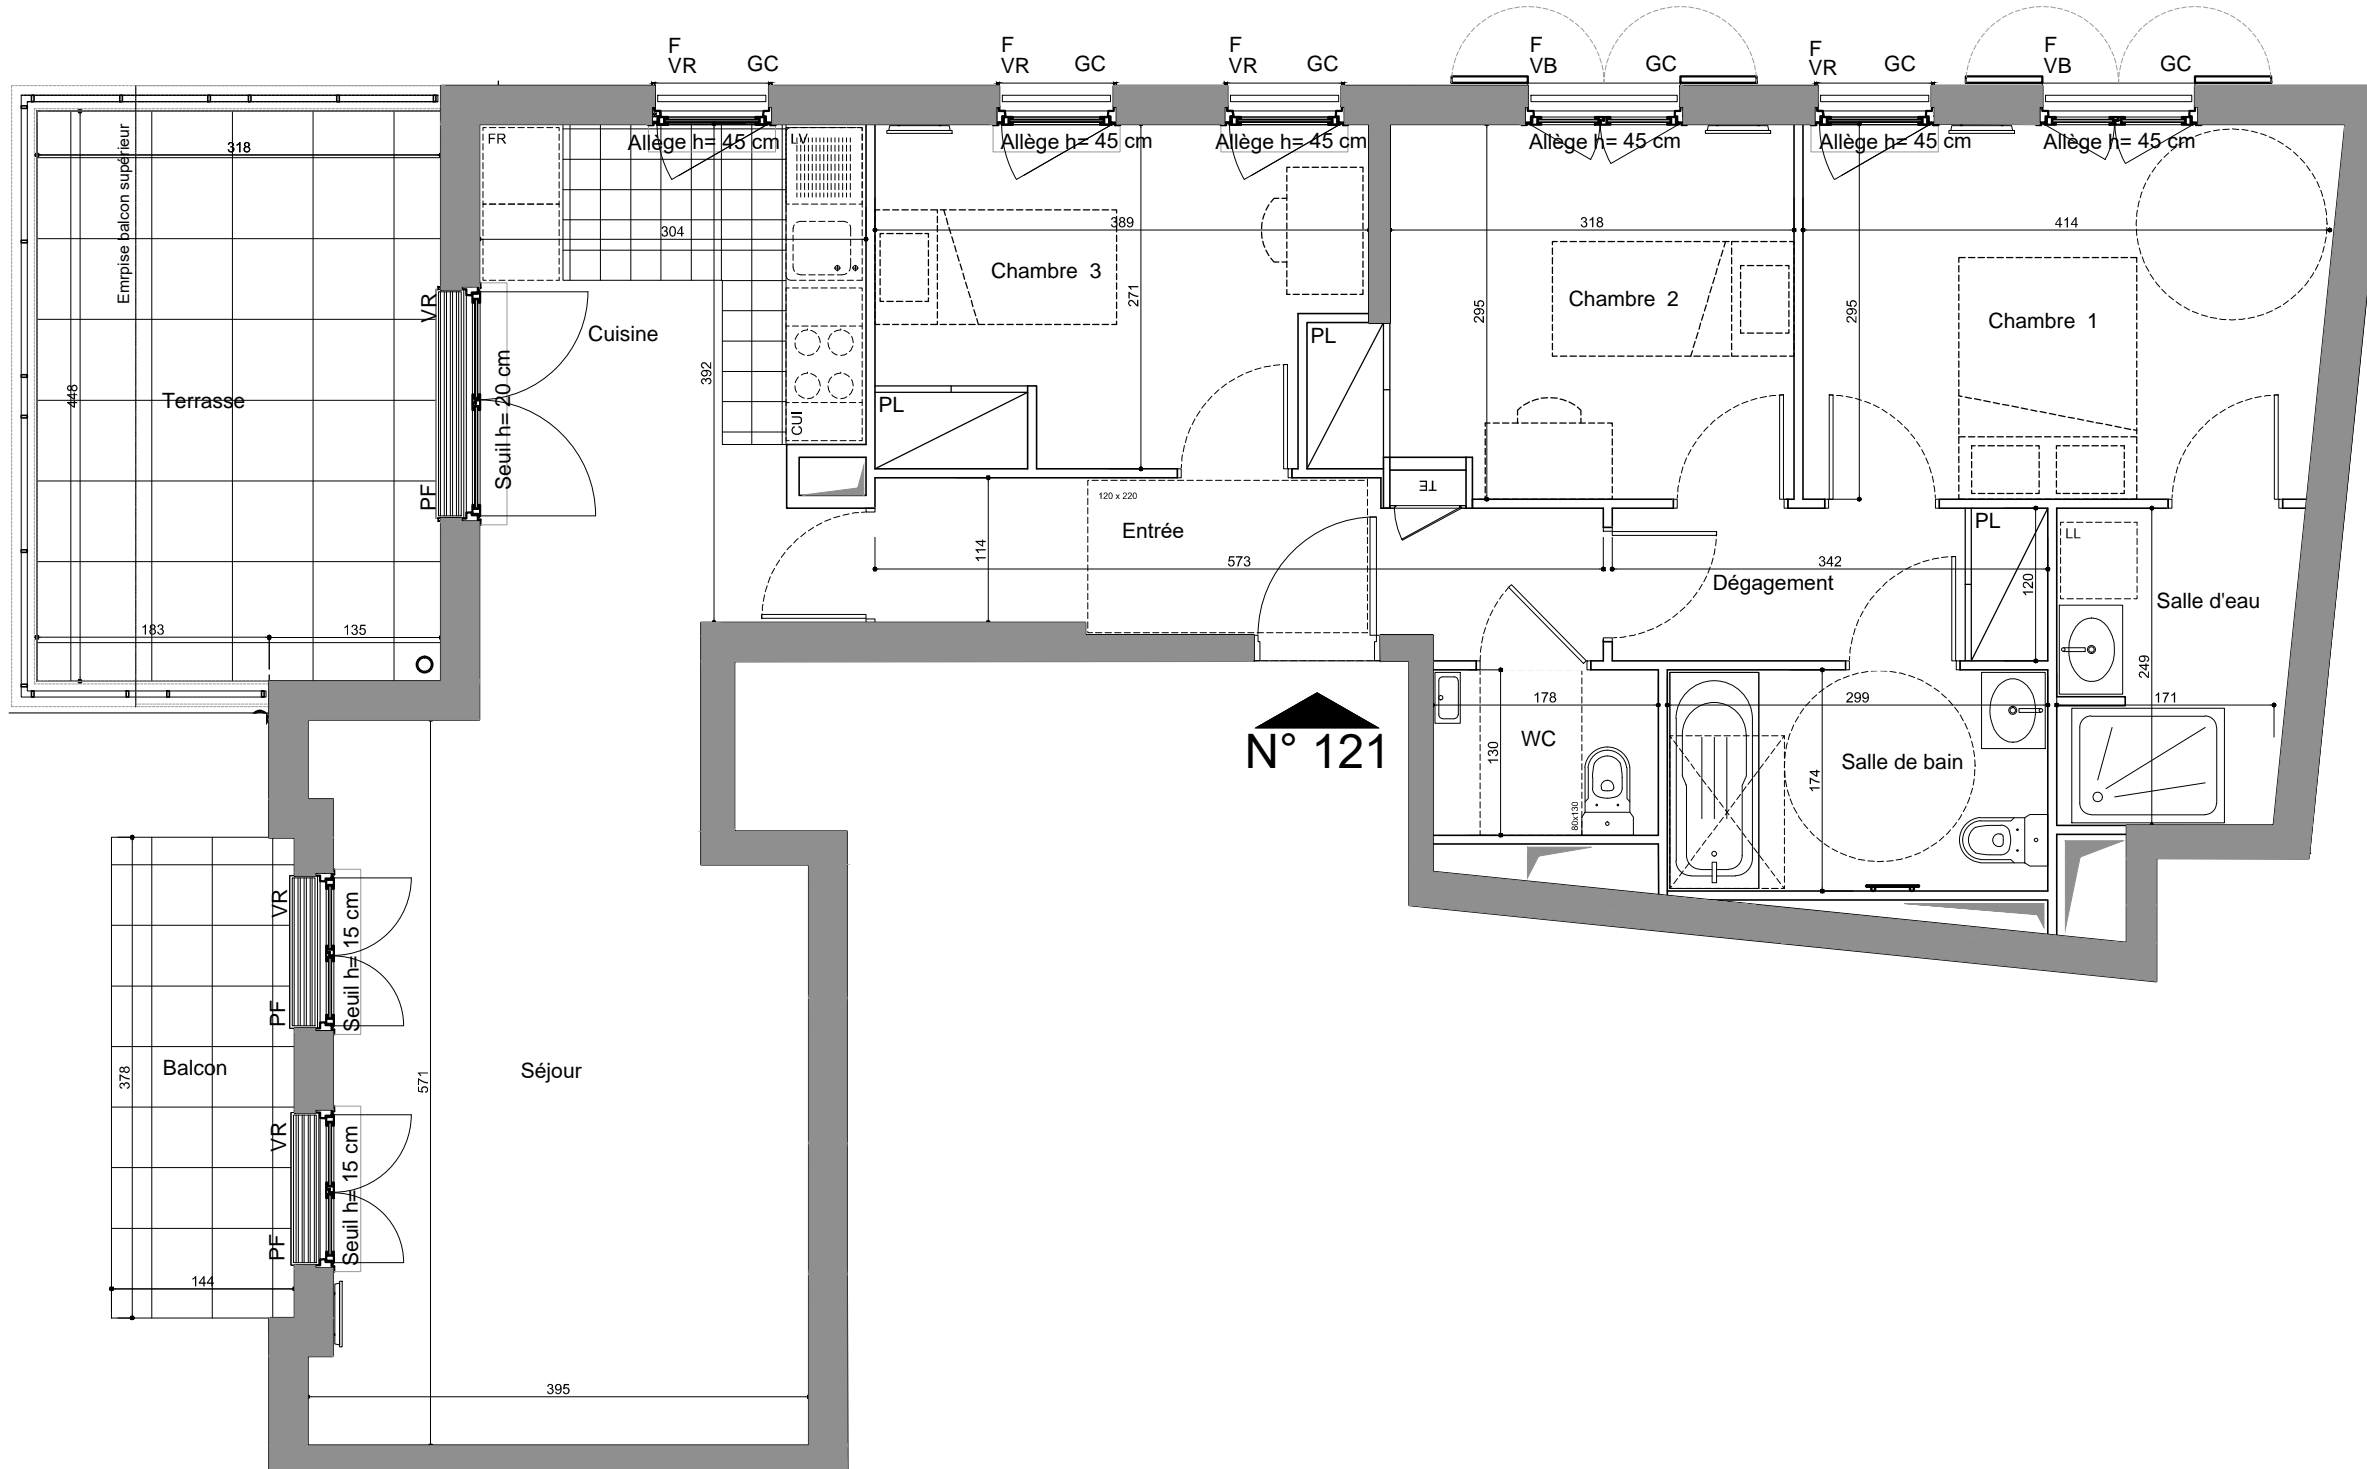 F
VR
GC
F
VR
GC
F
VR
GC
F
VB
GC
F
VR
GC
F
VB
GC
Allège h= 45 cm
Allège h= 45 cm
Allège h= 45 cm
Allège h= 45 cm
Allège h= 45 cm
Allège h= 45 cm
FR
LV
318
Emprise balcon supérieur
304
389
318
414
Chambre 3
271
Chambre 2
295
Chambre 1
295
VR
Cuisine
PL
392
448
Terrasse
Seuil h= 20 cm
PF
CUI
PL
TE
120 x 220
Entrée
114
573
PL
LL
342
Dégagement
120
Salle d'eau
183
135
249
N° 121
178
WC
130
80x130
299
Salle de bain
174
171
VR
Seuil h= 15 cm
PF
Balcon
378
571
Séjour
VR
Seuil h= 15 cm
PF
144
395